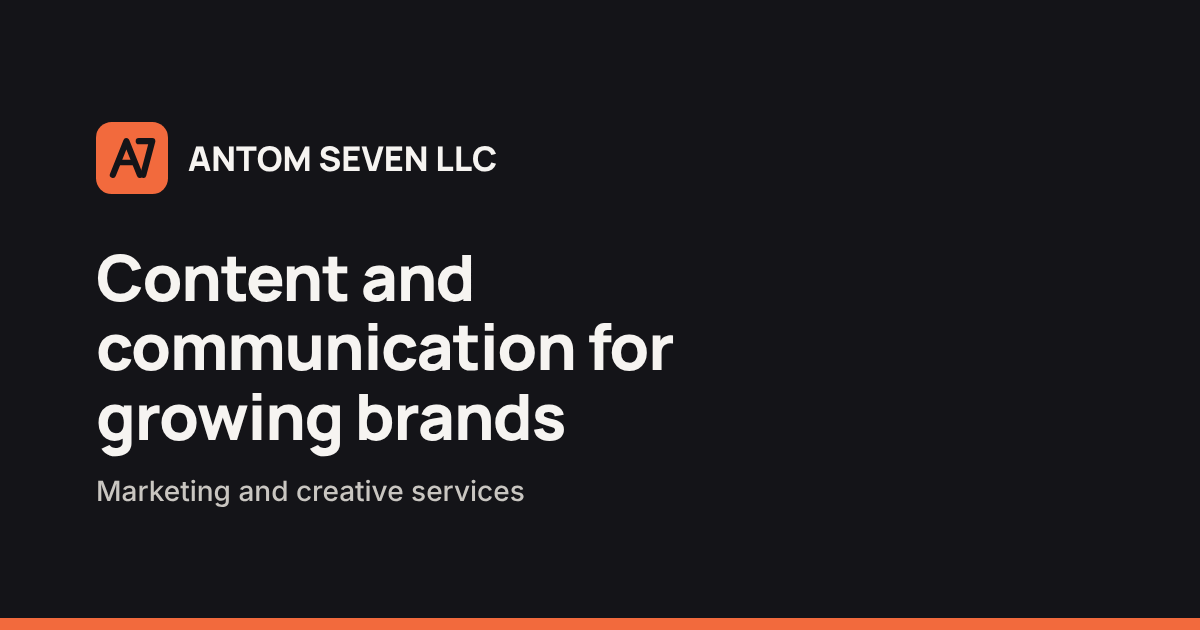 A7
ANTOM SEVEN LLC
Content and
communication for
growing brands
Marketing and creative services